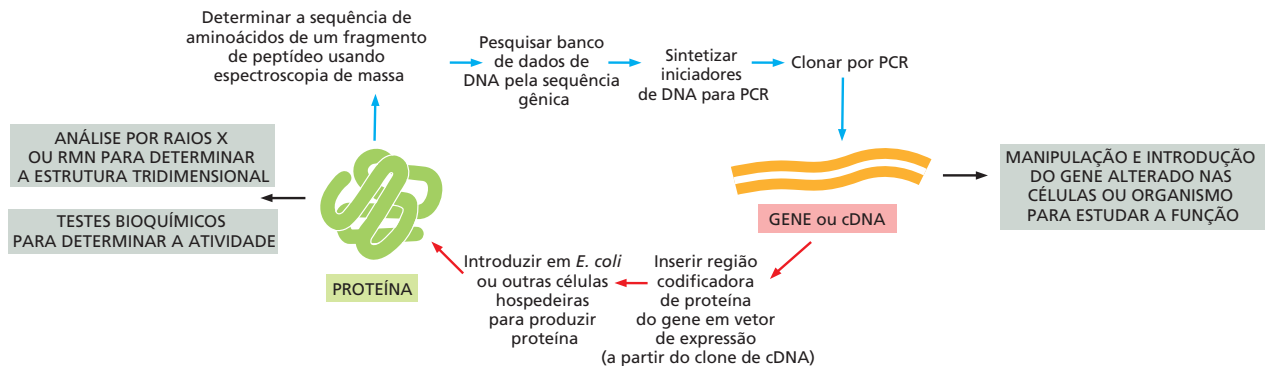 Determinar a sequência de
aminoácidos de um fragmento
de peptídeo usando
espectroscopia de massa
Pesquisar banco
de dados de
DNA pela sequência
gênica
Sintetizar
iniciadores
de DNA para PCR
Clonar por PCR
ANÁLISE POR RAIOS X
OU RMN PARA DETERMINAR
A ESTRUTURA TRIDIMENSIONAL
TESTES BIOQUÍMICOS
PARA DETERMINAR A ATIVIDADE
PROTEÍNA
GENE ou cDNA
MANIPULAÇÃO E INTRODUÇÃO
DO GENE ALTERADO NAS
CÉLULAS OU ORGANISMO
PARA ESTUDAR A FUNÇÃO
Introduzir em E. coli
ou outras células
hospedeiras
para produzir
proteína
Inserir região
codificadora
de proteína
do gene em vetor
de expressão
(a partir do clone de cDNA)